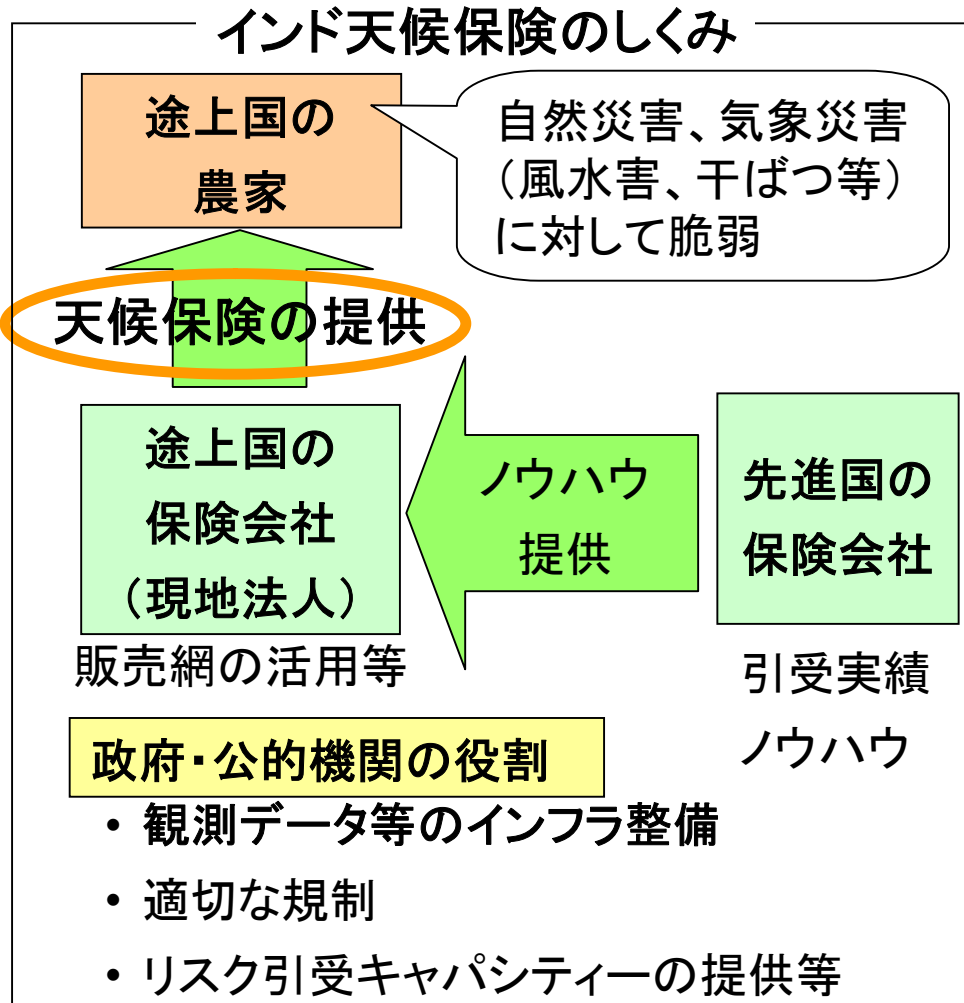 インド天候保険のしくみ
途上国の
農家
自然災害、気象災害
（風水害、干ばつ等）
に対して脆弱
天候保険の提供
途上国の
保険会社
（現地法人）
販売網の活用等
ノウハウ
提供
先進国の
保険会社
引受実績
ノウハウ
政府・公的機関の役割
• 観測データ等のインフラ整備
• 適切な規制
• リスク引受キャパシティーの提供等